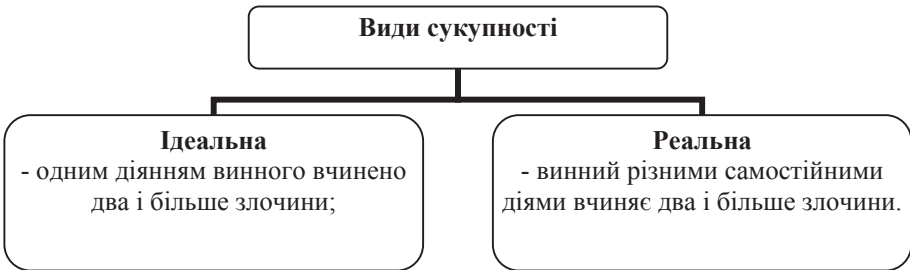 Види сукупності
Ідеальна
- одним діянням винного вчинено
два і більше злочини;
Реальна
- винний різними самостійними
діями вчиняє два і більше злочини.